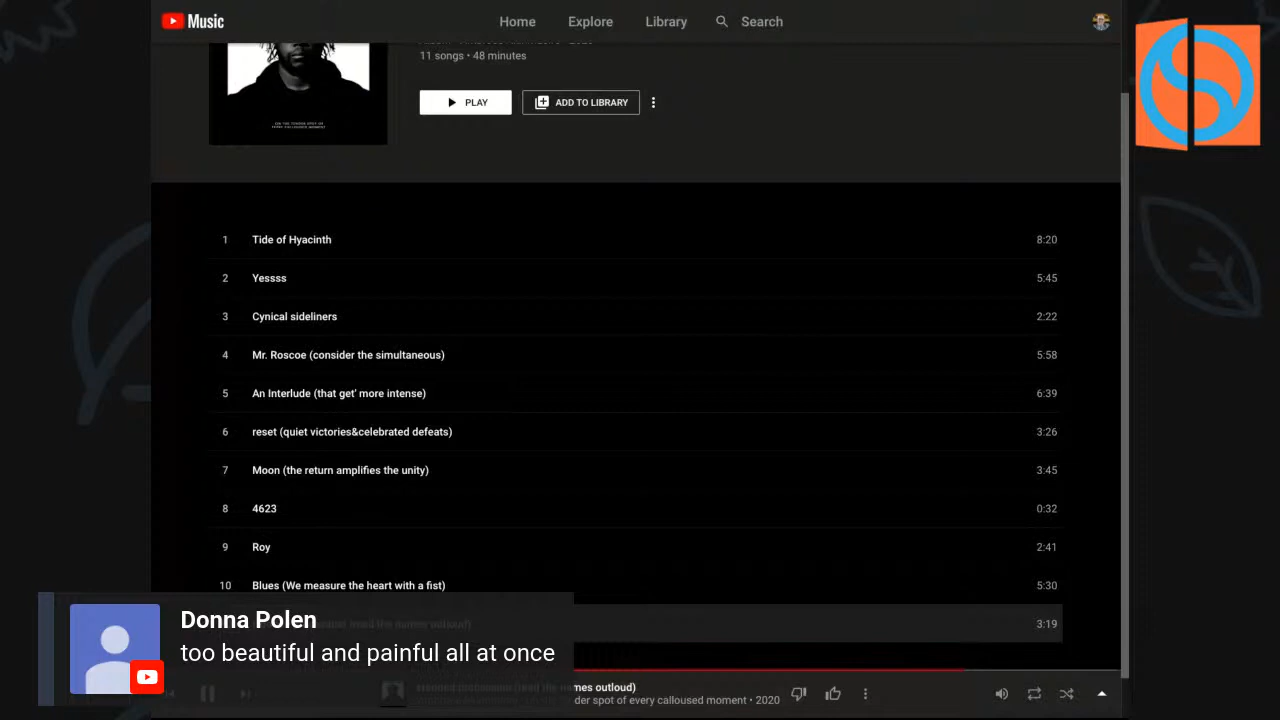 Music
Home
Explore
Library
Search
11 songs • 48 minutes
PLAY
ADD TO LIBRARY
1 Tide of Hyacinth 8:20
2 Yessss 5:45
3 Cynical sideliners 2:22
4 Mr. Roscoe (consider the simultaneous) 5:58
5 An Interlude (that get' more intense) 6:39
6 reset (quiet victories&celebrated defeats) 3:26
7 Moon (the return amplifies the unity) 3:45
8 4623 0:32
9 Roy 2:41
10 Blues (We measure the heart with a fist) 5:30
3:19
Donna Polen
too beautiful and painful all at once
mes outloud)
der spot of every calloused moment • 2020